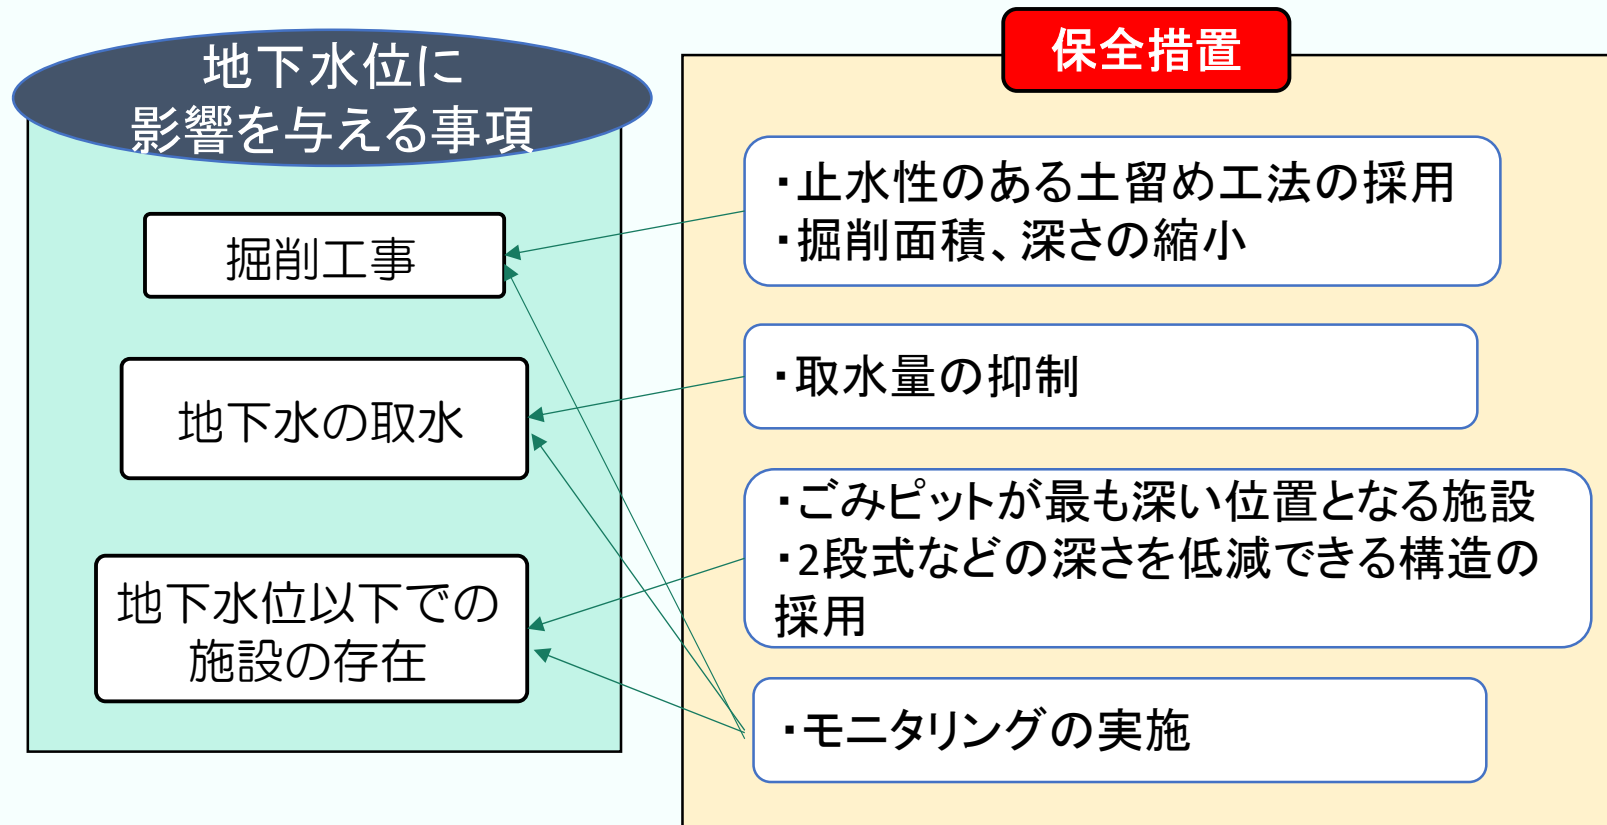 地下水位に
影響を与える事項
掘削工事
地下水の取水
地下水位以下での
施設の存在
保全措置
・止水性のある土留め工法の採用
・掘削面積、深さの縮小
・取水量の抑制
・ごみピットが最も深い位置となる施設
・2段式などの深さを低減できる構造の
採用
・モニタリングの実施